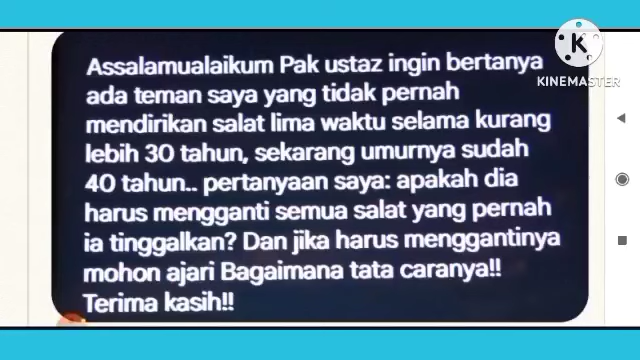 Assalamualaikum Pak ustaz ingin bertanya
ada teman saya yang tidak pernah
mendirikan salat lima waktu selama kurang
lebih 30 tahun, sekarang umurnya sudah
40 tahun.. pertanyaan saya: apakah dia
harus mengganti semua salat yang pernah
ia tinggalkan? Dan jika harus menggantinya
mohon ajari Bagaimana tata caranya!!
Terima kasih!!
K
KINEMASTER